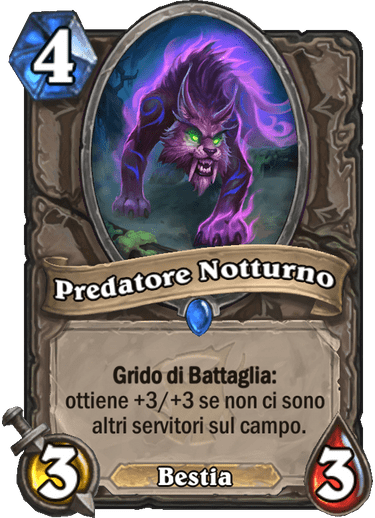 4
Predatore Notturno
Grido di Battaglia:
ottiene +3/+3 se non ci sono
altri servitori sul campo.
3
Bestia
3